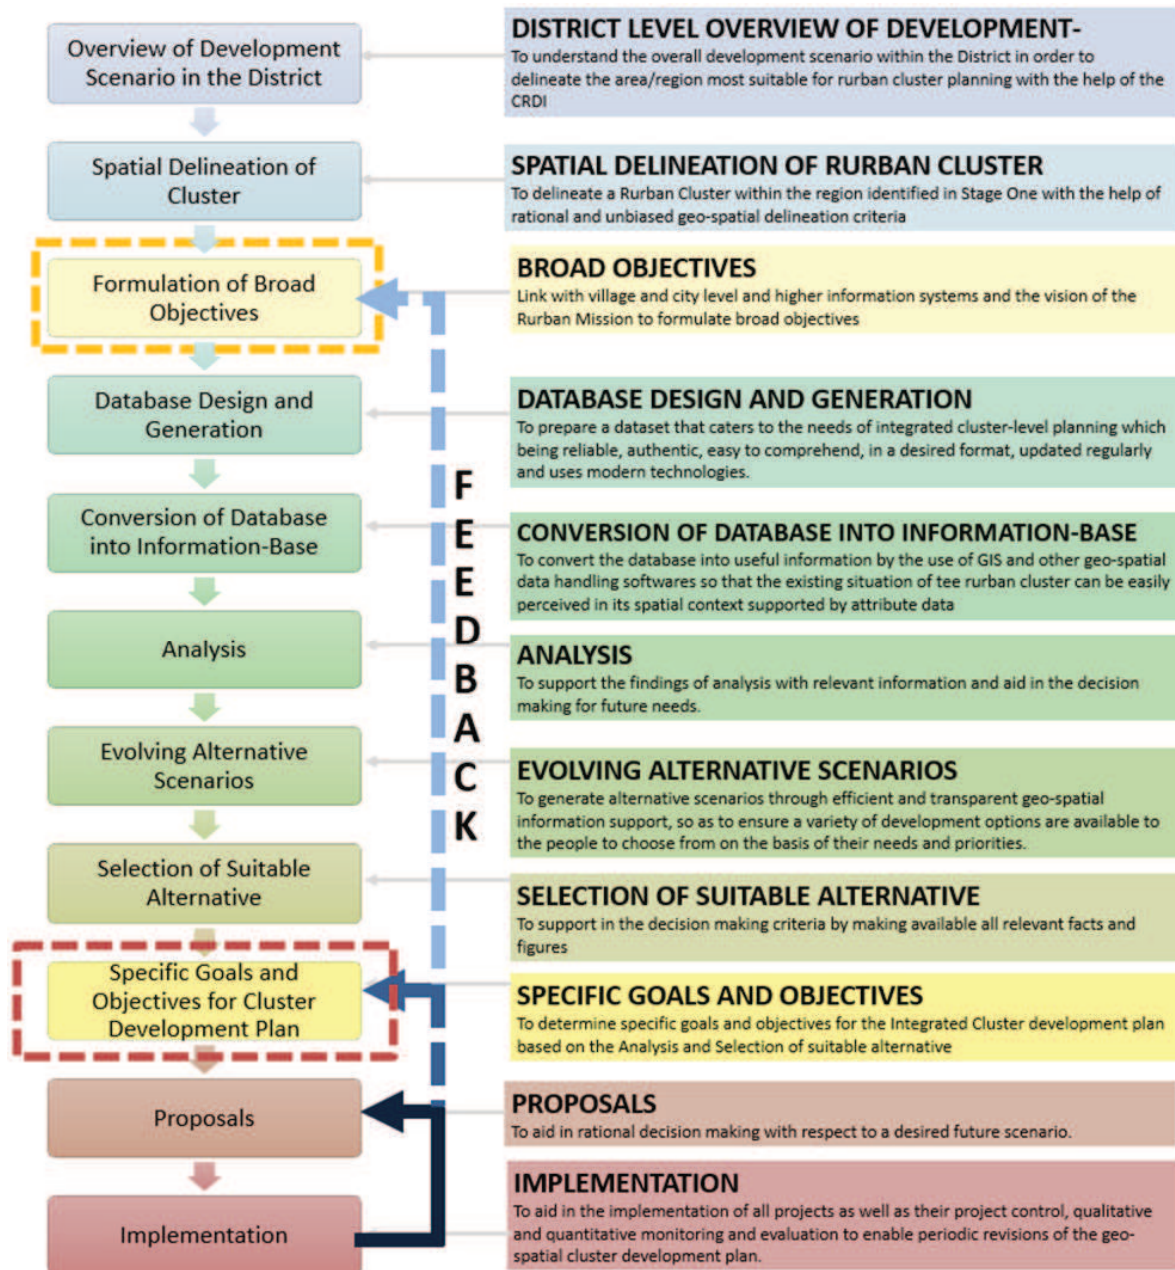 Overview of Development
Scenario in the District
DISTRICT LEVEL OVERVIEW OF DEVELOPMENT-
To understand the overall development scenario within the District in order to
delineate the area/region most suitable for rurban cluster planning with the help of the
CRDI
Spatial Delineation of
Cluster
SPATIAL DELINEATION OF RURBAN CLUSTER
To delineate a Rurban Cluster within the region identified in Stage One with the help of
rational and unbiased geo-spatial delineation criteria
Formulation of Broad
Objectives
BROAD OBJECTIVES
Link with village and city level and higher information systems and the vision of the
Rurban Mission to formulate broad objectives
Database Design and
Generation
DATABASE DESIGN AND GENERATION
To prepare a dataset that caters to the needs of integrated cluster-level planning which
being reliable, authentic, easy to comprehend, in a desired format, updated regularly
and uses modern technologies.
Conversion of Database
into Information-Base
CONVERSION OF DATABASE INTO INFORMATION-BASE
To convert the database into useful information by the use of GIS and other geo-spatial
data handling softwares so that the existing situation of tee rurban cluster can be easily
perceived in its spatial context supported by attribute data
Analysis
ANALYSIS
To support the findings of analysis with relevant information and aid in the decision
making for future needs.
Evolving Alternative
Scenarios
EVOLVING ALTERNATIVE SCENARIOS
To generate alternative scenarios through efficient and transparent geo-spatial
information support, so as to ensure a variety of development options are available to
the people to choose from on the basis of their needs and priorities.
Selection of Suitable
Alternative
SELECTION OF SUITABLE ALTERNATIVE
To support in the decision making criteria by making available all relevant facts and
figures
Specific Goals and
Objectives for Cluster
Development Plan
SPECIFIC GOALS AND OBJECTIVES
To determine specific goals and objectives for the Integrated Cluster development plan
based on the Analysis and Selection of suitable alternative
Proposals
PROPOSALS
To aid in rational decision making with respect to a desired future scenario.
Implementation
IMPLEMENTATION
To aid in the implementation of all projects as well as their project control, qualitative
and quantitative monitoring and evaluation to enable periodic revisions of the geo-
spatial cluster development plan.
FEEDBACK